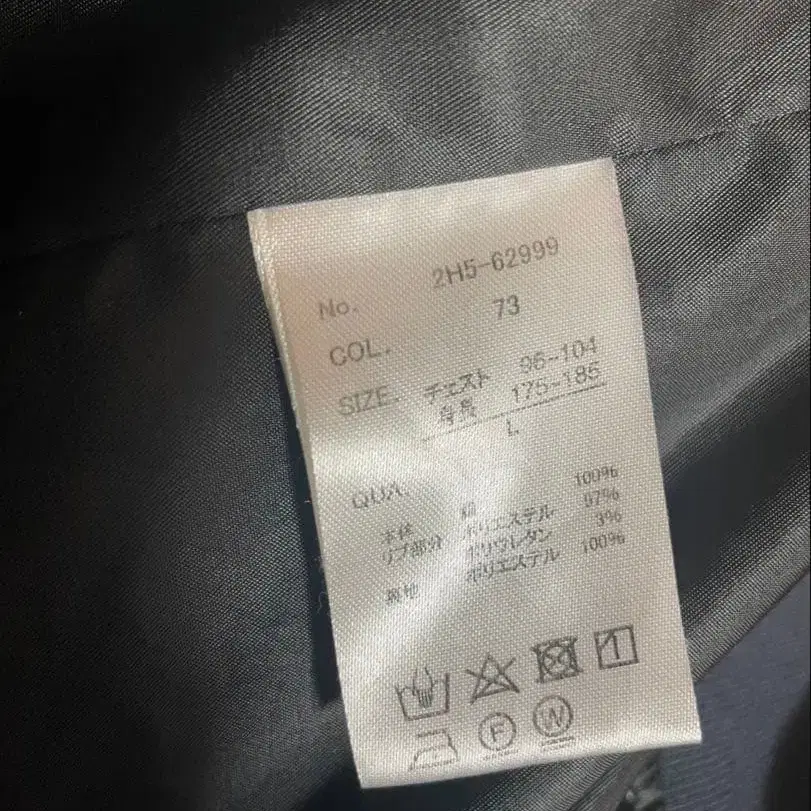 No. 2H5-62999
COL. 73
SIZE. チェスト 96-104
身長 175-185
L
QUA.
本体 綿 100%
リブ部分 ポリエステル 97%
ポリウレタン 3%
裏地 ポリエステル 100%
F W